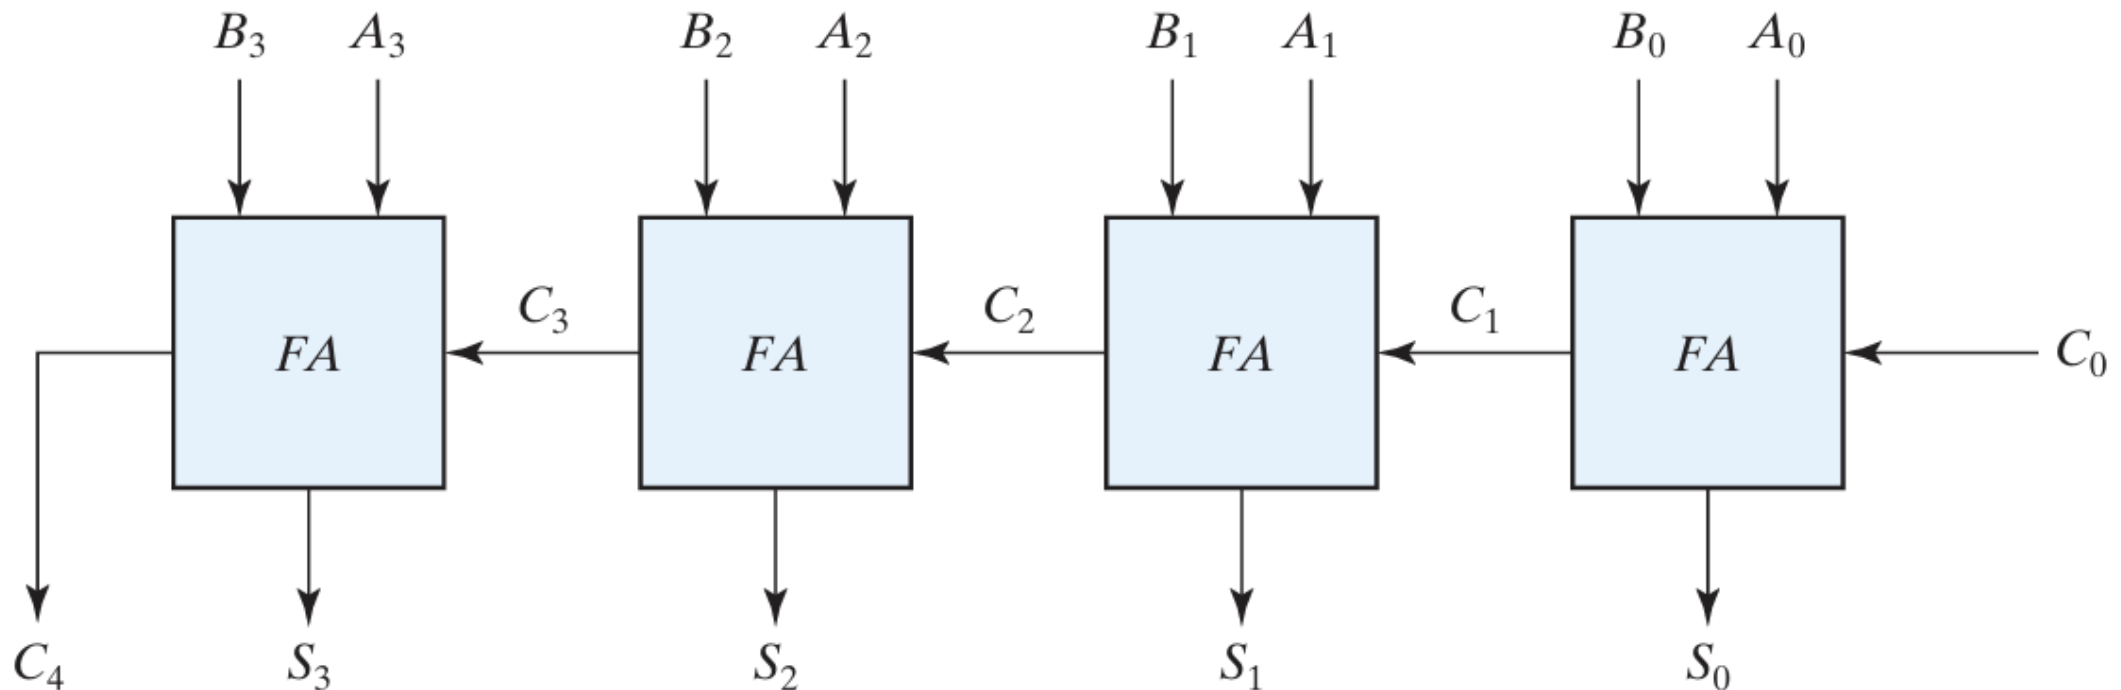 B₃ A₃ B₂ A₂ B₁ A₁ B₀ A₀
C₃ C₂ C₁
FA FA FA FA C₀
C₄ S₃ S₂ S₁ S₀